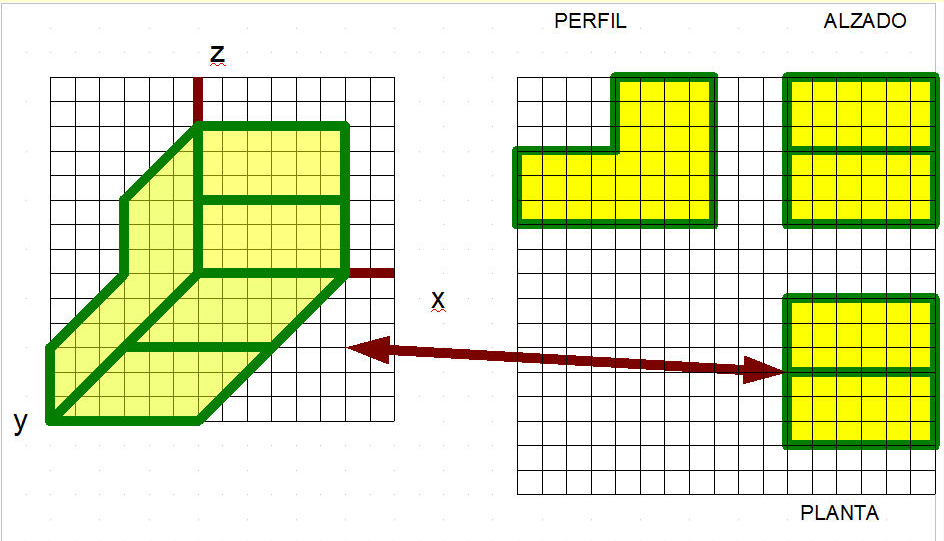 PERFIL
ALZADO
z
x
y
PLANTA